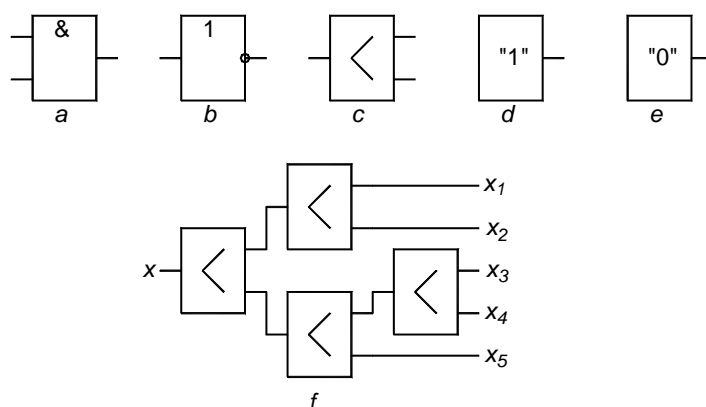 & 1 "1" "0"
a b c d e
x₁
x₂
x
x₃
x₄
x₅
f